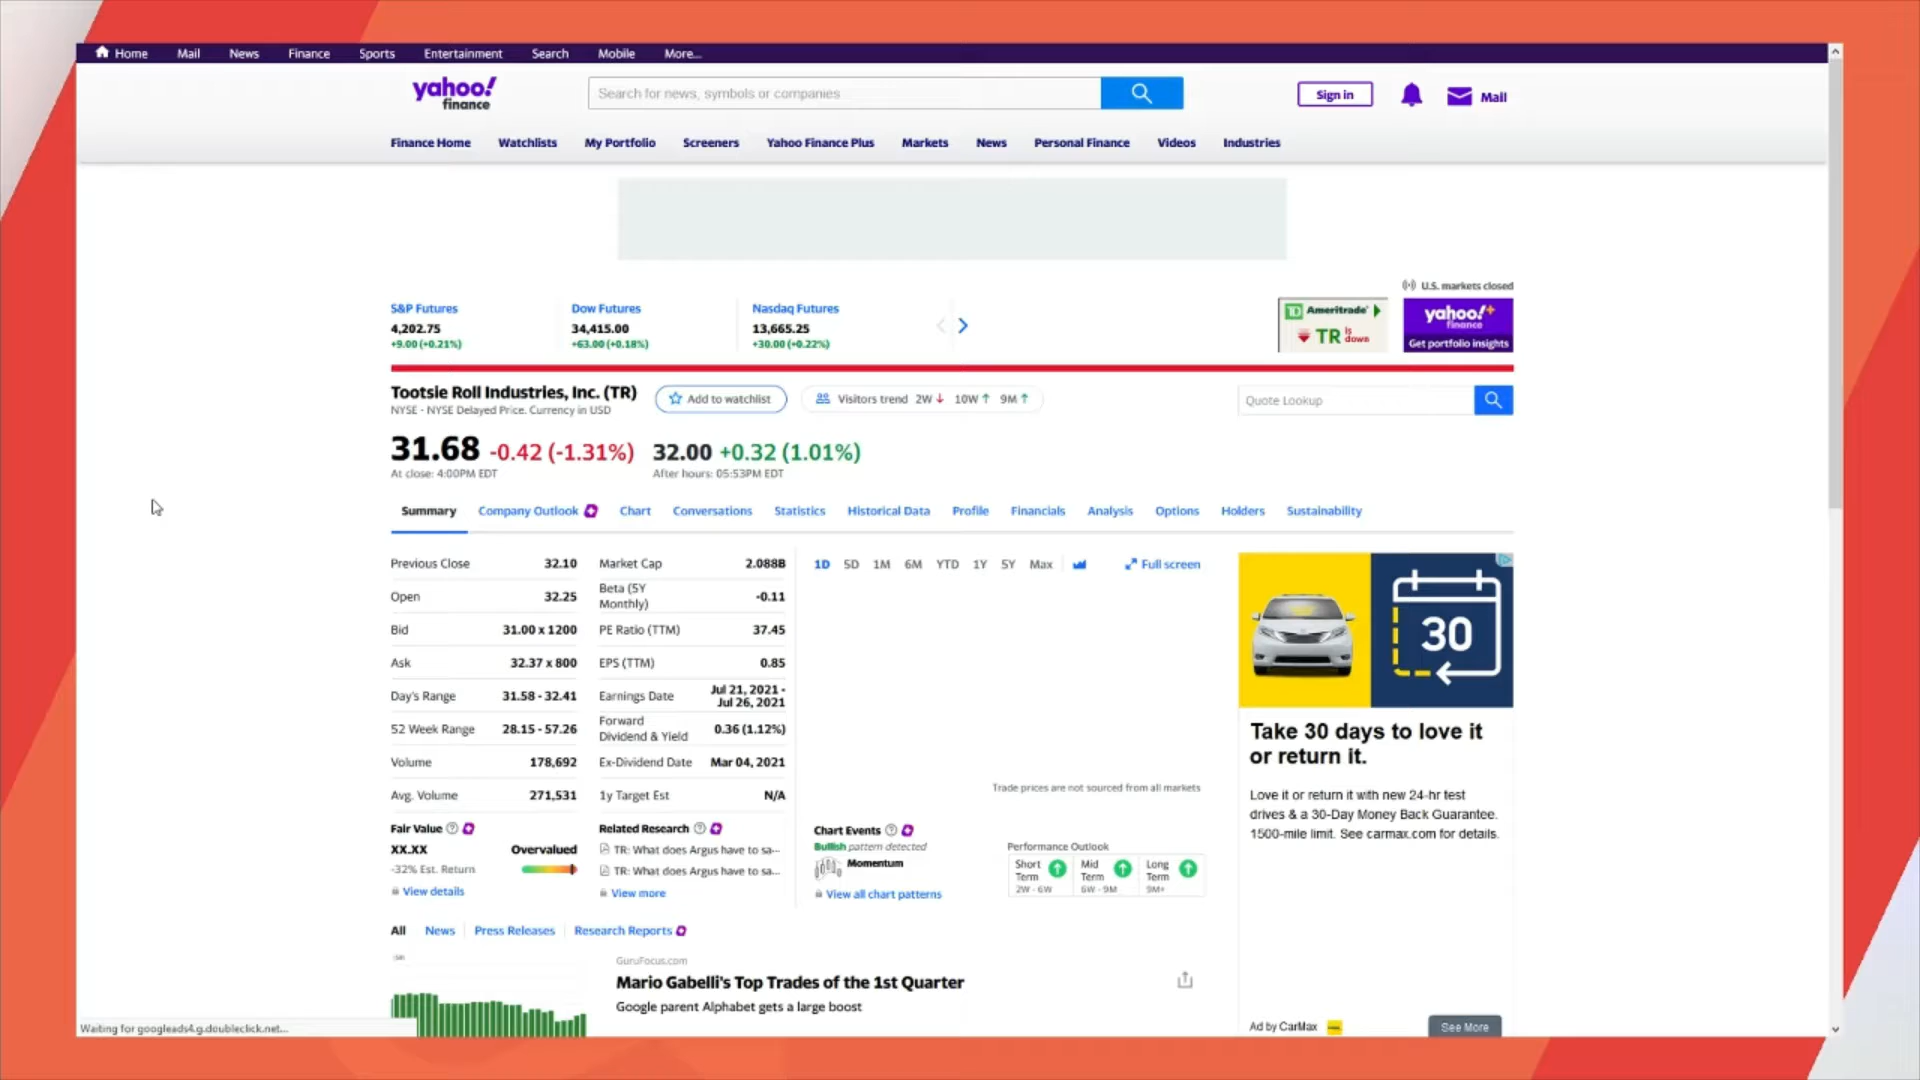 Home Mail News Finance Sports Entertainment Search Mobile More...
yahoo!
finance
Search for news, symbols or companies
Sign in
Mail
Finance Home Watchlists My Portfolio Screeners Yahoo Finance Plus Markets News Personal Finance Videos Industries
U.S. markets closed
S&P Futures
4,202.75
+9.00 (+0.21%)
Dow Futures
34,415.00
+63.00 (+0.18%)
Nasdaq Futures
13,665.25
+30.00 (+0.22%)
TD Ameritrade
TR is down
yahoo!+
finance
Get portfolio insights
Tootsie Roll Industries, Inc. (TR)
NYSE - NYSE Delayed Price. Currency in USD
Add to watchlist
Visitors trend 2W ↓ 10W ↑ 9M ↑
Quote Lookup
31.68 -0.42 (-1.31%)
At close: 4:00PM EDT
32.00 +0.32 (1.01%)
After hours: 05:53PM EDT
Summary Company Outlook Chart Conversations Statistics Historical Data Profile Financials Analysis Options Holders Sustainability
Previous Close 32.10
Open 32.25
Bid 31.00 x 1200
Ask 32.37 x 800
Day's Range 31.58 - 32.41
52 Week Range 28.15 - 57.26
Volume 178,692
Avg. Volume 271,531
Market Cap 2.088B
Beta (5Y
Monthly) -0.11
PE Ratio (TTM) 37.45
EPS (TTM) 0.85
Earnings Date Jul 21, 2021 -
Jul 26, 2021
Forward
Dividend & Yield 0.36 (1.12%)
Ex-Dividend Date Mar 04, 2021
1y Target Est N/A
1D 5D 1M 6M YTD 1Y 5Y Max
Full screen
Trade prices are not sourced from all markets
Fair Value
XX.XX Overvalued
-32% Est. Return
View details
Related Research
TR: What does Argus have to sa...
TR: What does Argus have to sa...
View more
Chart Events
Bullish pattern detected
Momentum
View all chart patterns
Performance Outlook
Short
Term
2W - 6W
Mid
Term
6W - 9M
Long
Term
9M+
30
Take 30 days to love it
or return it.
Love it or return it with new 24-hr test
drives & a 30-Day Money Back Guarantee.
1500-mile limit. See carmax.com for details.
Ad by CarMax
See More
All News Press Releases Research Reports
GuruFocus.com
Mario Gabelli's Top Trades of the 1st Quarter
Google parent Alphabet gets a large boost
Waiting for googleads4.g.doubleclick.net...